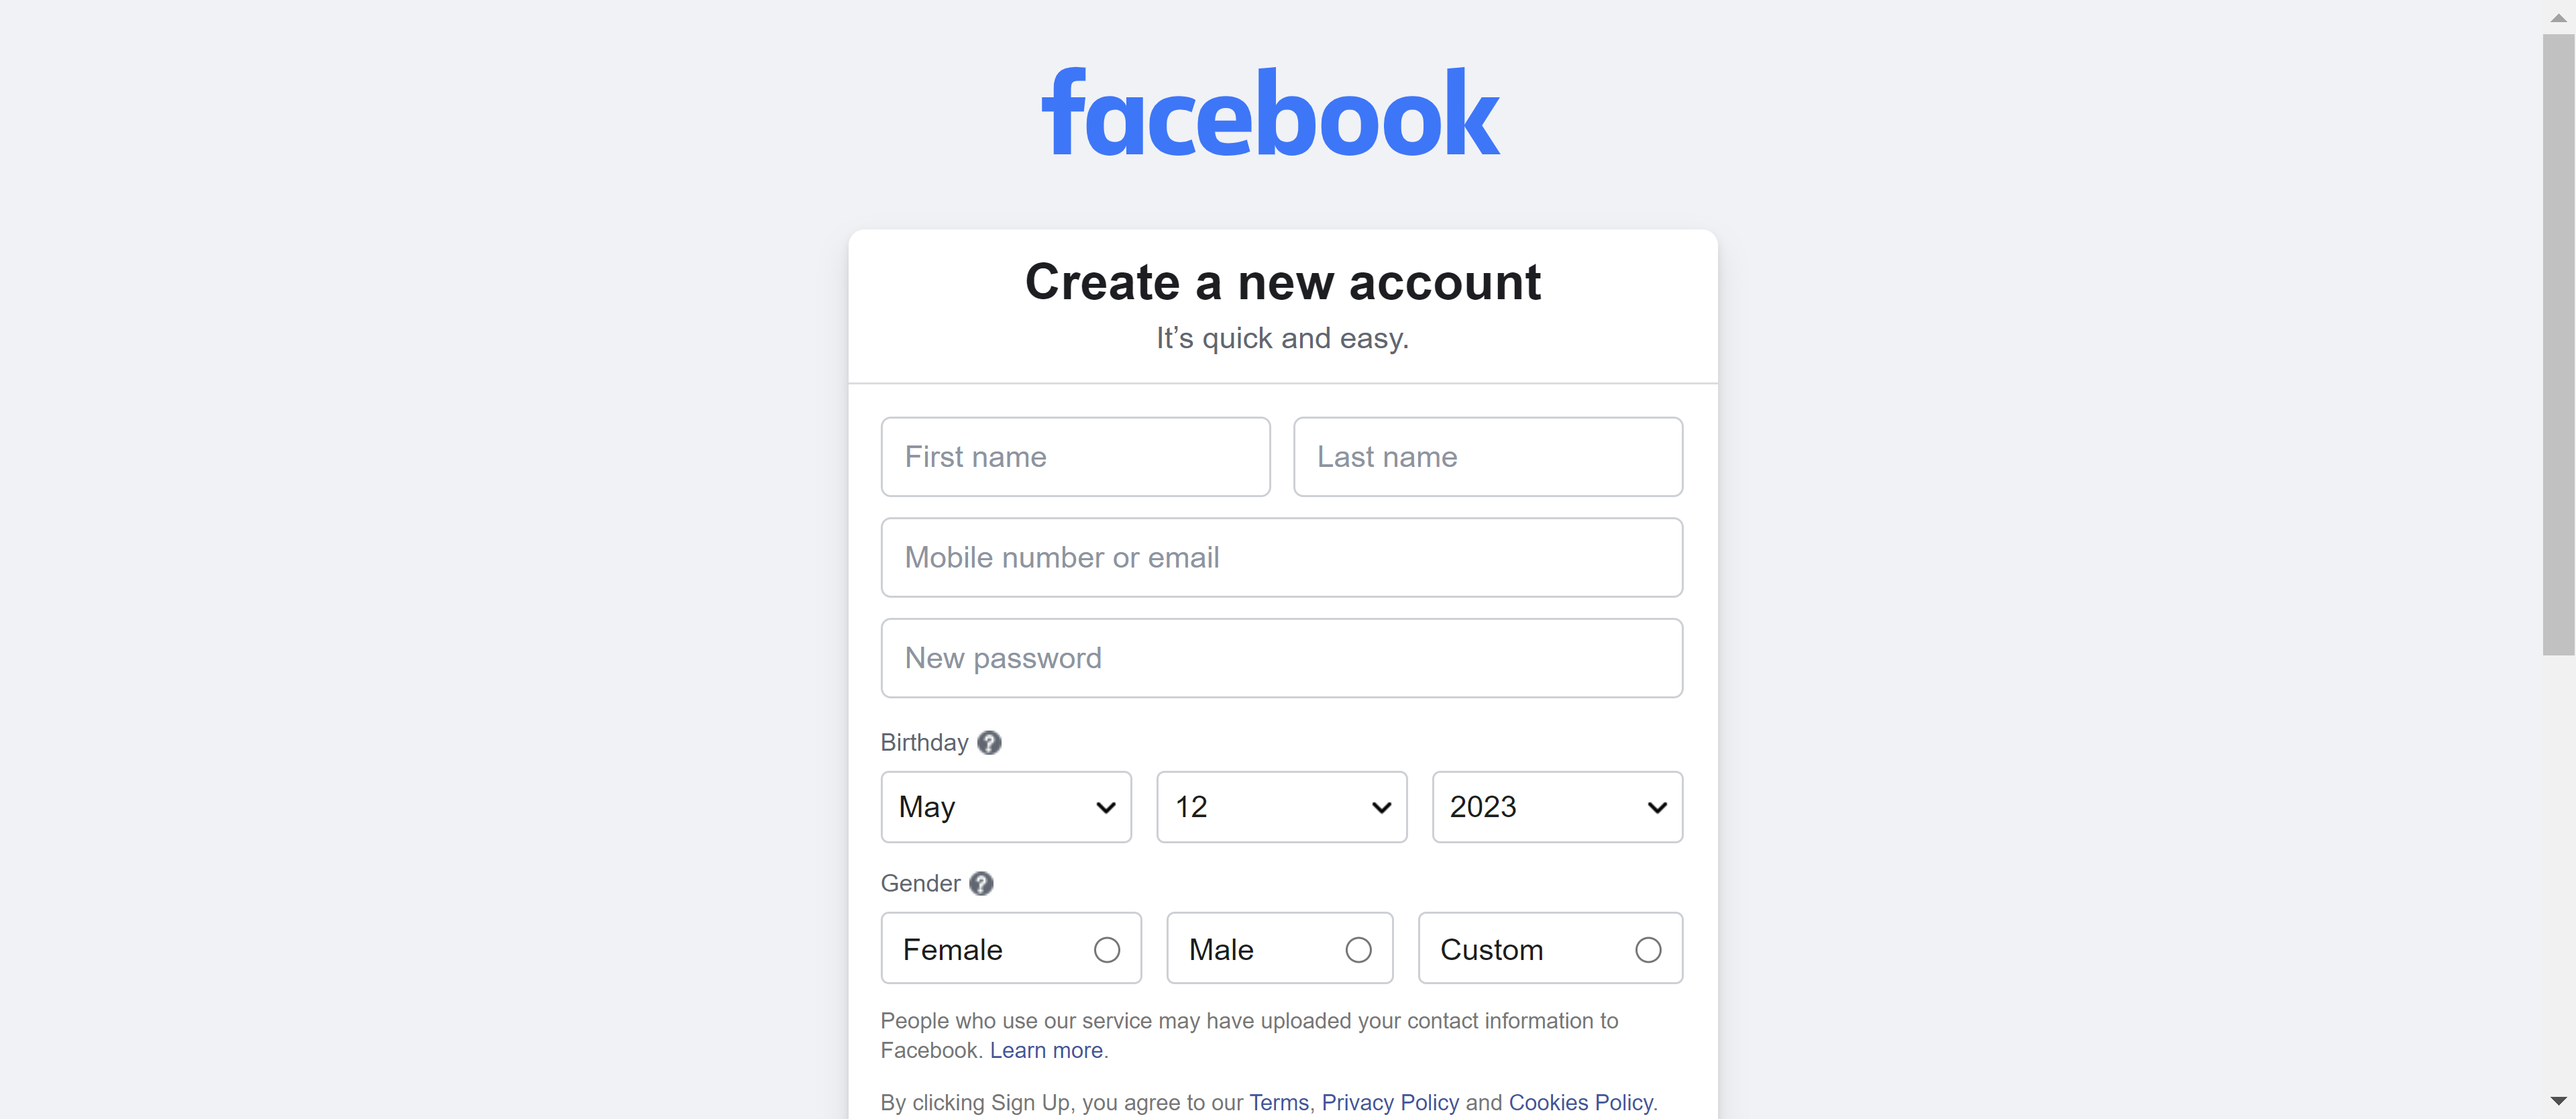 facebook
Create a new account
It’s quick and easy.
First name
Last name
Mobile number or email
New password
Birthday ?
May
12
2023
Gender ?
Female
Male
Custom
People who use our service may have uploaded your contact information to
Facebook. Learn more.
By clicking Sign Up, you agree to our Terms, Privacy Policy and Cookies Policy.